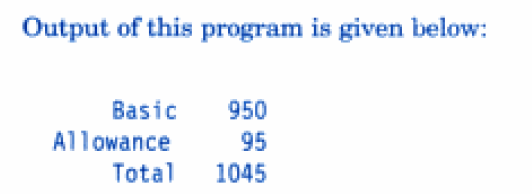 Output of this program is given below:
Basic 950
Allowance 95
Total 1045